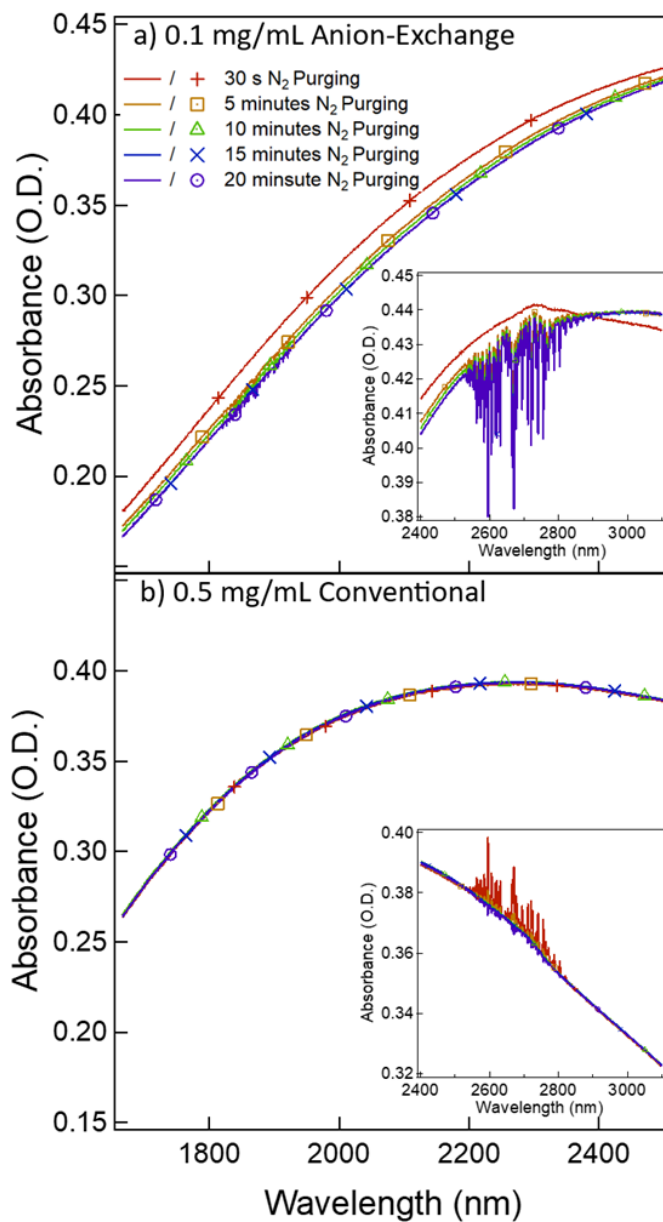 a) 0.1 mg/mL Anion-Exchange
/ 30 s N2 Purging
/ 5 minutes N2 Purging
/ 10 minutes N2 Purging
/ 15 minutes N2 Purging
/ 20 minsute N2 Purging
Absorbance (O.D.)
0.45
0.40
0.35
0.30
0.25
0.20
Absorbance (O.D.)
0.45
0.44
0.43
0.42
0.41
0.40
0.39
0.38
2400 2600 2800 3000
Wavelength (nm)
b) 0.5 mg/mL Conventional
Absorbance (O.D.)
0.40
0.35
0.30
0.25
0.20
0.15
Absorbance (O.D.)
0.40
0.38
0.36
0.34
0.32
2400 2600 2800 3000
Wavelength (nm)
1800 2000 2200 2400
Wavelength (nm)